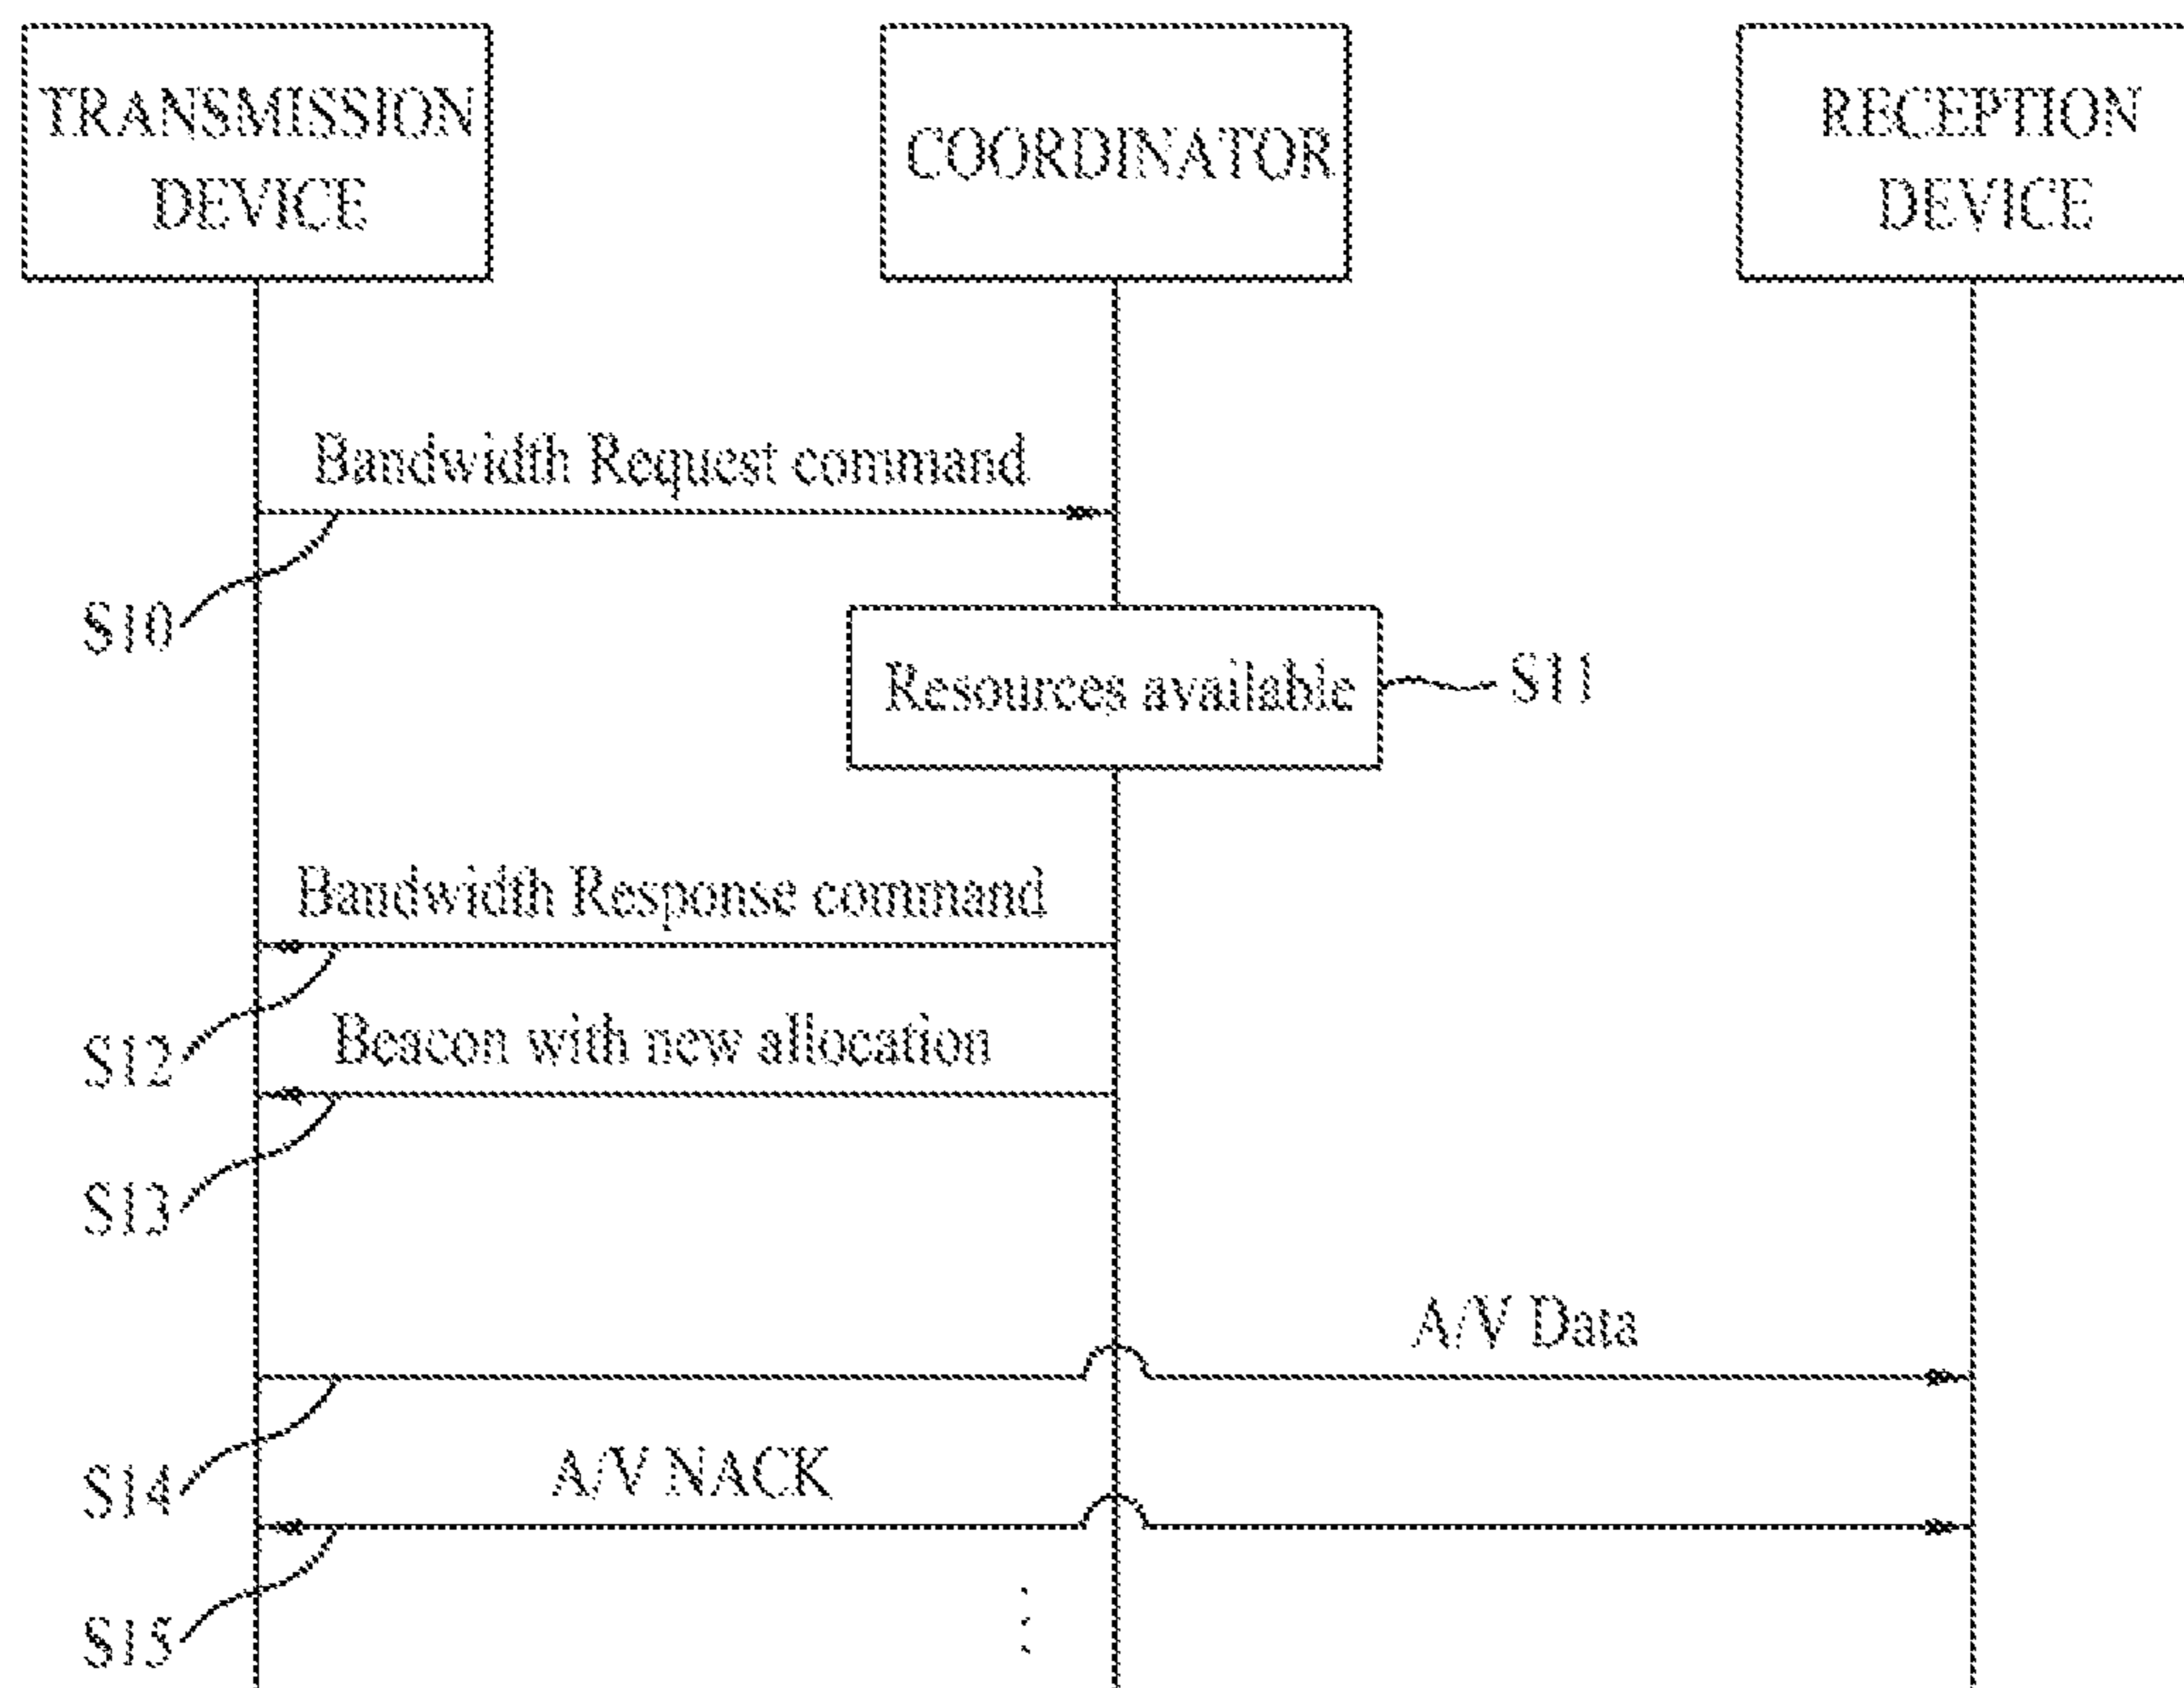 TRANSMISSION
DEVICE
COORDINATOR
RECEPTION
DEVICE
Bandwidth Request command
S10
Resources available
S11
Bandwidth Response command
S12
Beacon with new allocation
S13
A/V Data
S14
A/V NACK
S15